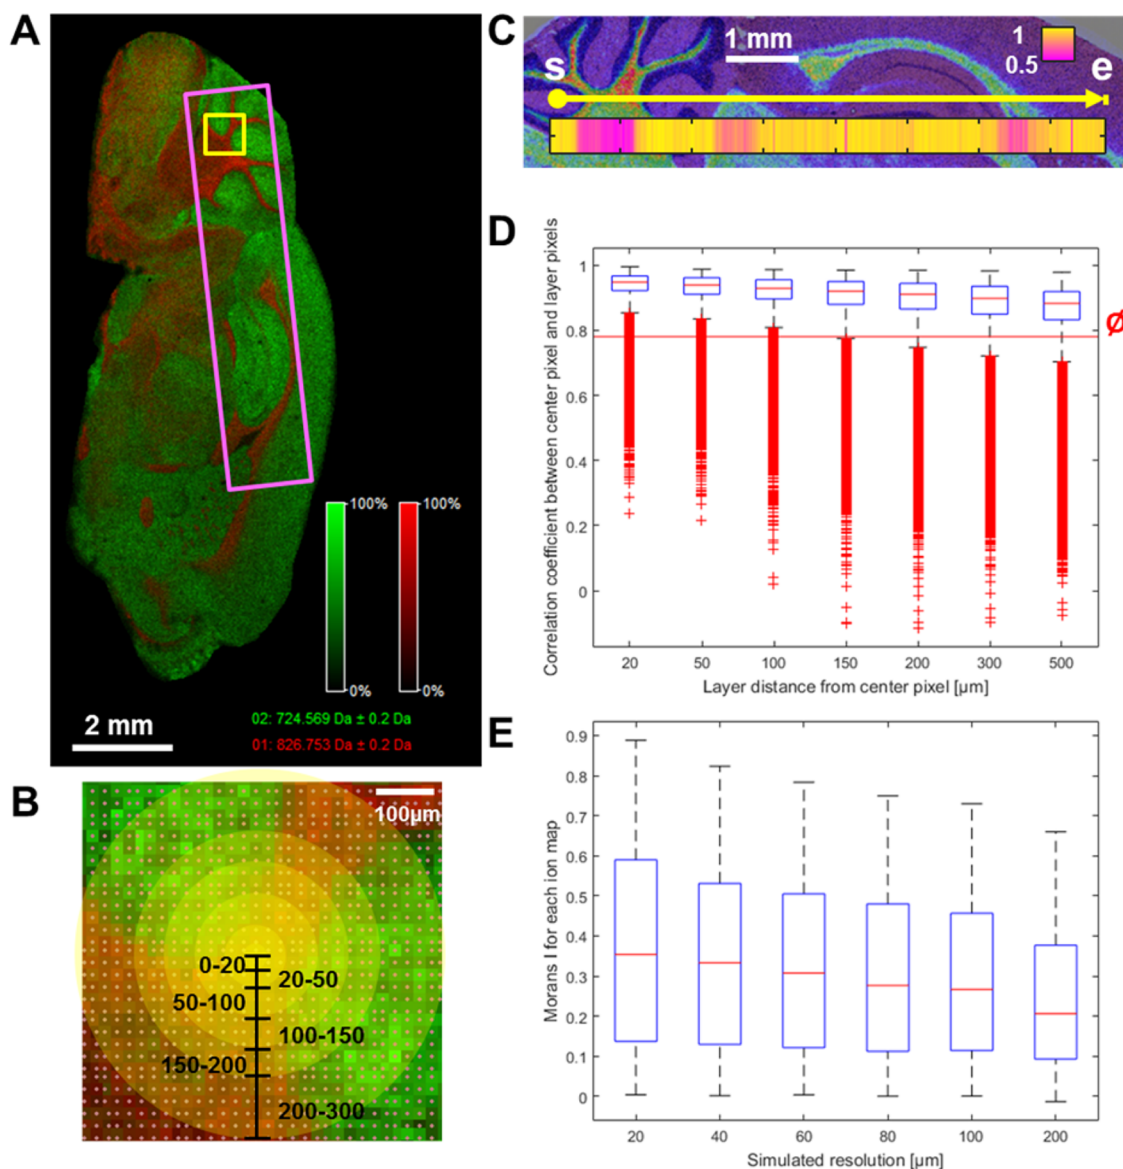 A
100%
100%
0%
0%
2 mm
02: 724.569 Da ± 0.2 Da
01: 826.753 Da ± 0.2 Da
B
100µm
0-20
20-50
50-100
100-150
150-200
200-300
C
1 mm
1
0.5
s
e
D
Correlation coefficient between center pixel and layer pixels
1
0.8
0.6
0.4
0.2
0
Ø
20
50
100
150
200
300
500
Layer distance from center pixel [µm]
E
Morans I for each ion map
0.9
0.8
0.7
0.6
0.5
0.4
0.3
0.2
0.1
0
20
40
60
80
100
200
Simulated resolution [µm]